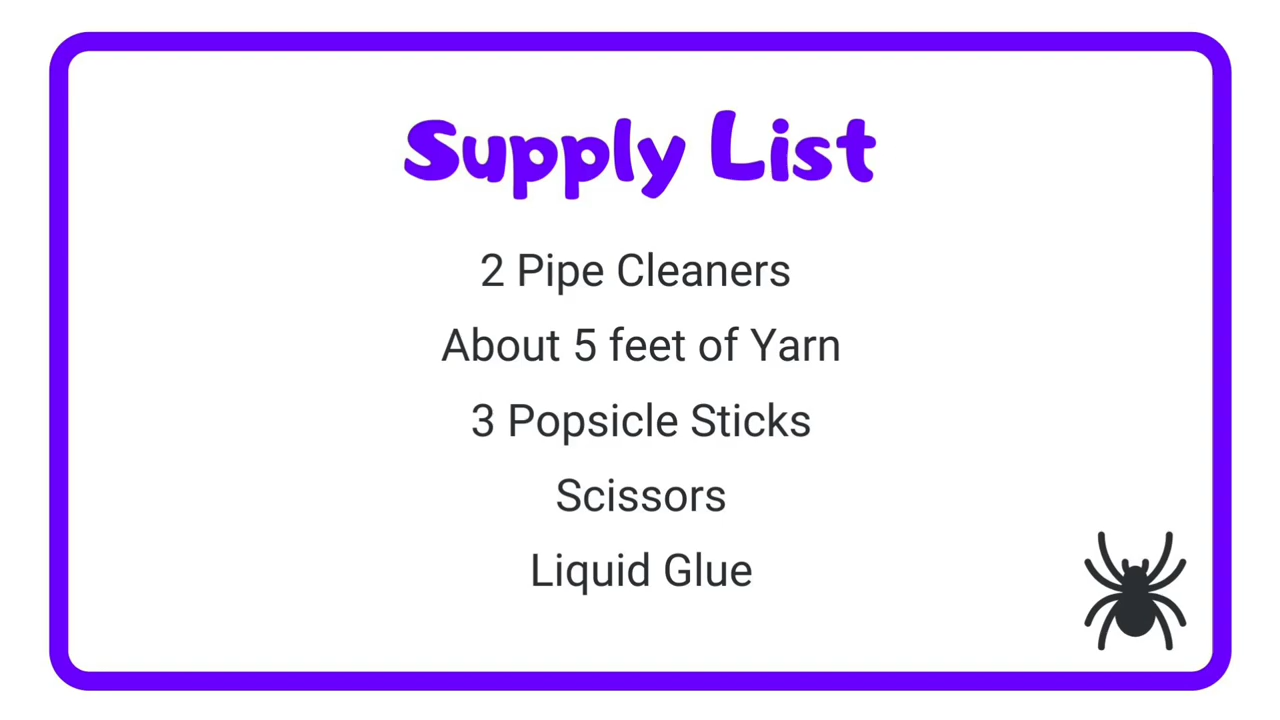 Supply List
2 Pipe Cleaners
About 5 feet of Yarn
3 Popsicle Sticks
Scissors
Liquid Glue